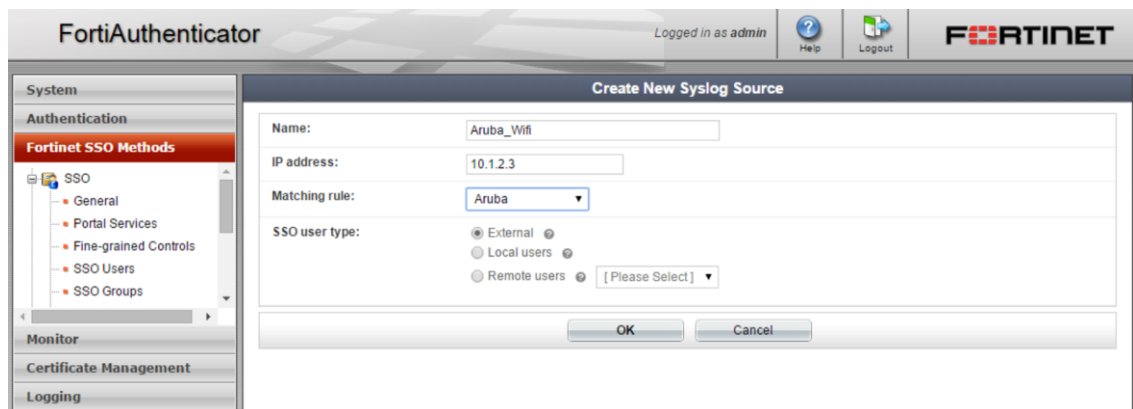 FortiAuthenticator
Logged in as admin
Help
Logout
FORTINET
System
Authentication
Fortinet SSO Methods
SSO
General
Portal Services
Fine-grained Controls
SSO Users
SSO Groups
Monitor
Certificate Management
Logging
Create New Syslog Source
Name: Aruba_Wifi
IP address: 10.1.2.3
Matching rule: Aruba
SSO user type: External
Local users
Remote users [ Please Select ]
OK Cancel